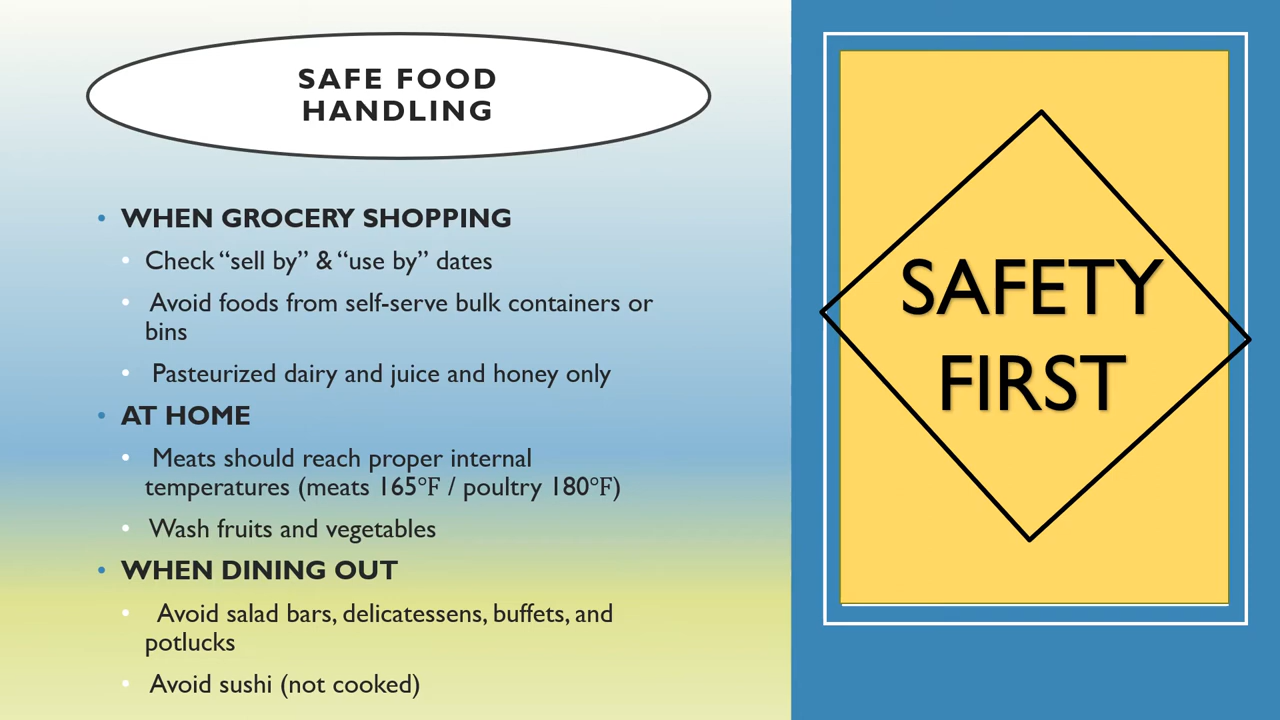 SAFE FOOD
HANDLING
• WHEN GROCERY SHOPPING
• Check “sell by” & “use by” dates
• Avoid foods from self-serve bulk containers or
bins
• Pasteurized dairy and juice and honey only
• AT HOME
• Meats should reach proper internal
temperatures (meats 165°F / poultry 180°F)
• Wash fruits and vegetables
• WHEN DINING OUT
• Avoid salad bars, delicatessens, buffets, and
potlucks
• Avoid sushi (not cooked)
SAFETY
FIRST